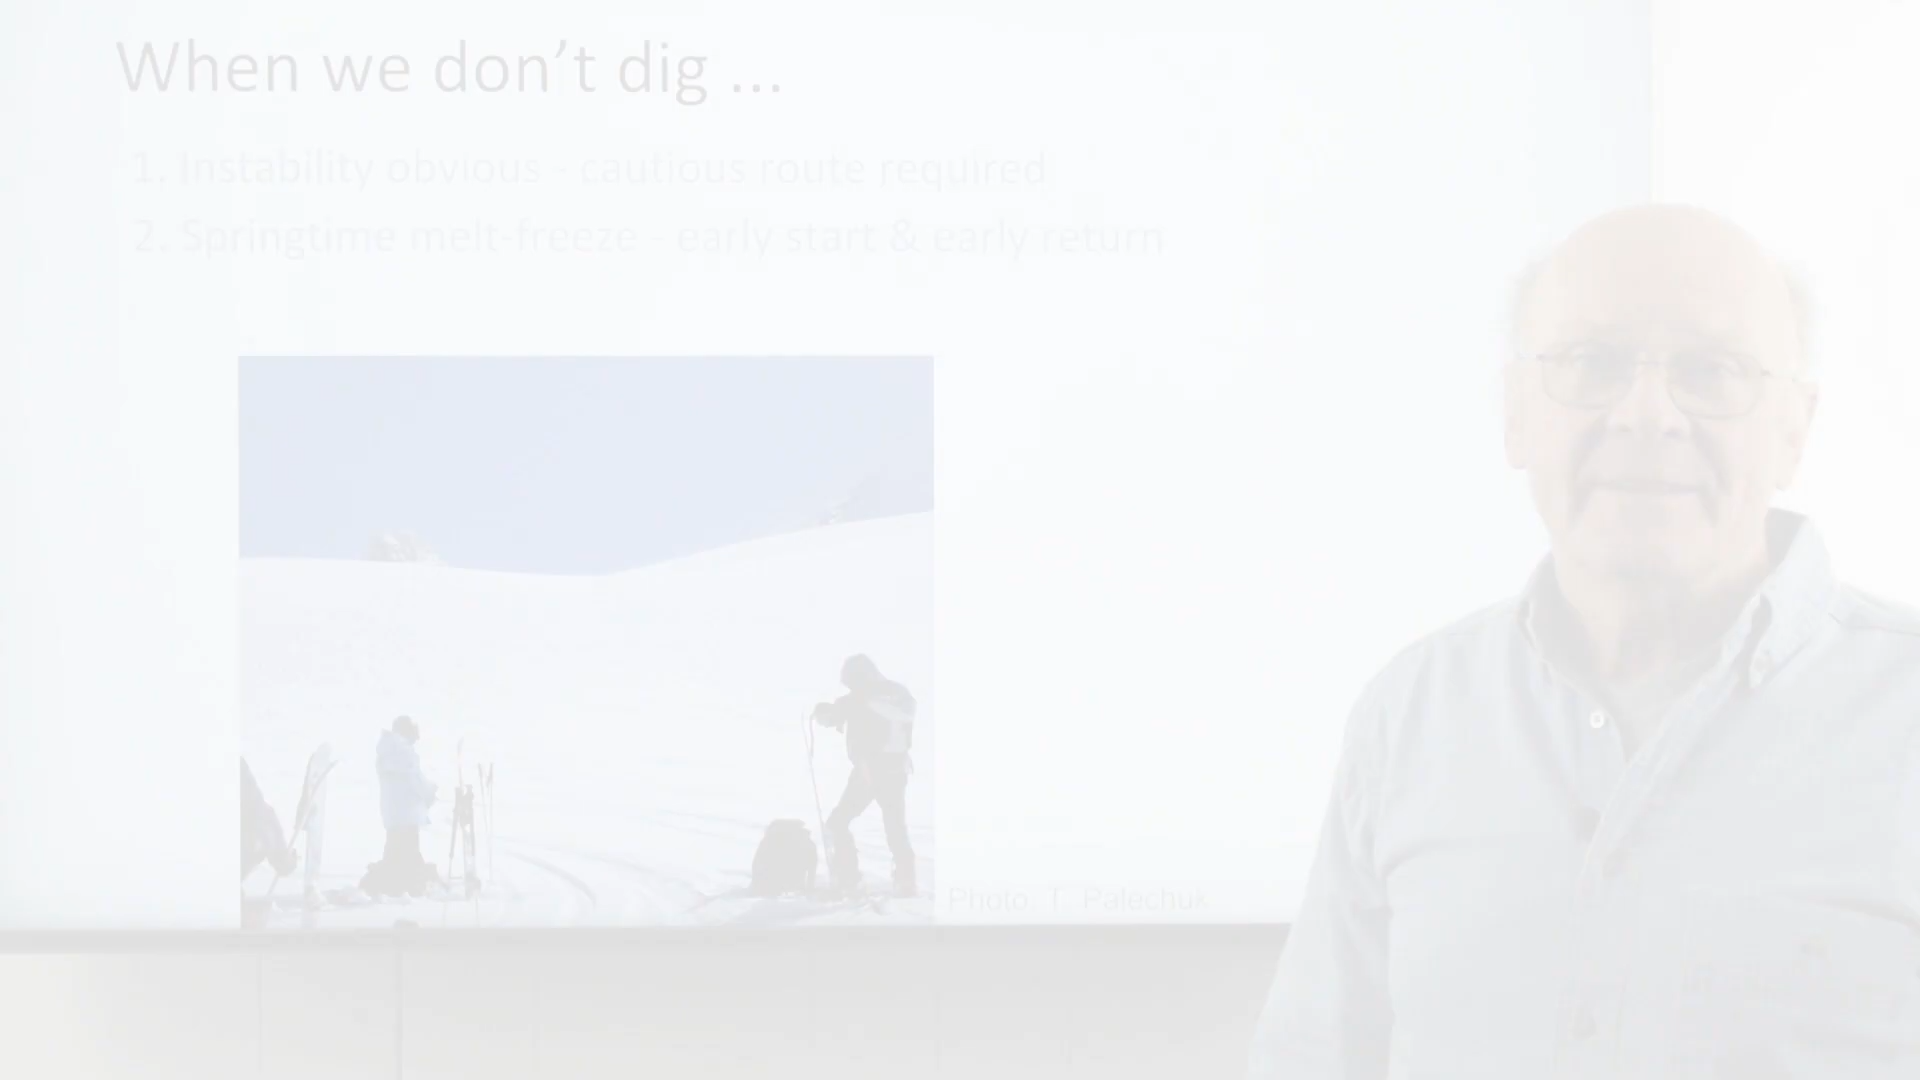 When we don’t dig ...
1. Instability obvious - cautious route required
2. Springtime melt-freeze - early start & early return
Photo: T. Palechuk